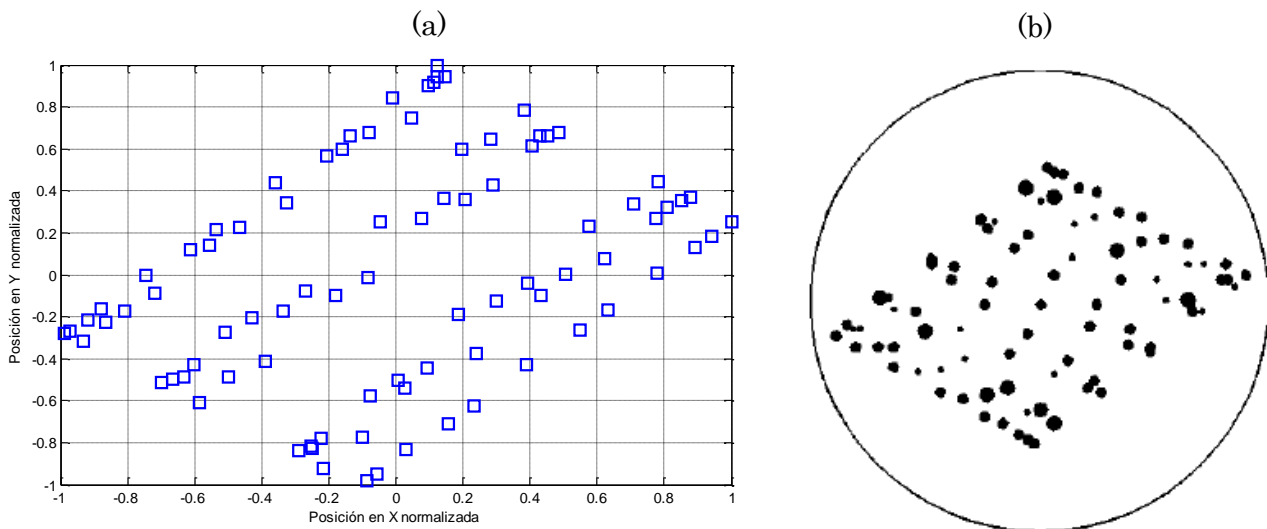 (a)
(b)
1
0.8
0.6
0.4
0.2
0
-0.2
-0.4
-0.6
-0.8
-1
Posición en Y normalizada
-1 -0.8 -0.6 -0.4 -0.2 0 0.2 0.4 0.6 0.8 1
Posición en X normalizada